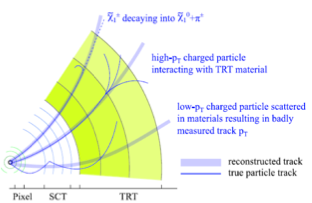 χ̃₁± decaying into χ̃₁⁰+π±
high-pT charged particle
interacting with TRT material
low-pT charged particle scattered
in materials resulting in badly
measured track pT
reconstructed track
true particle track
Pixel SCT TRT